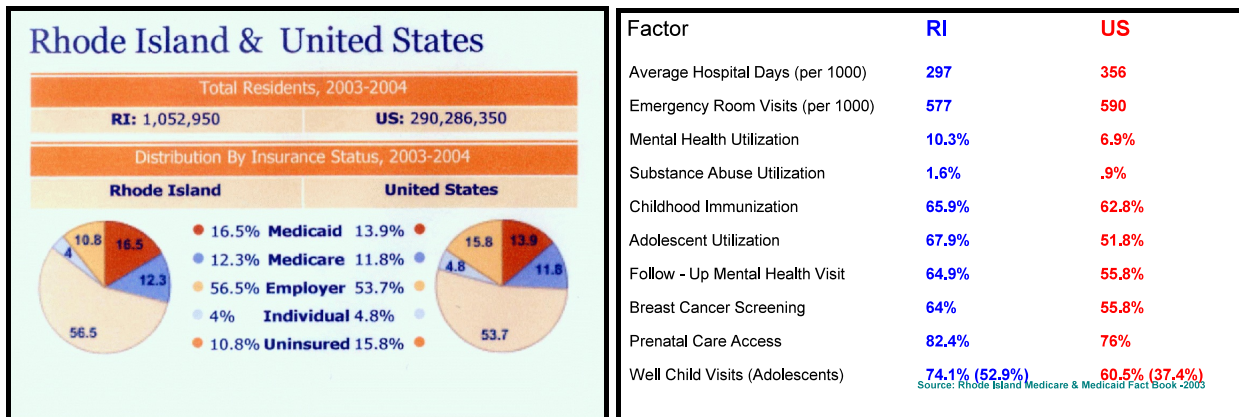 Rhode Island & United States
Total Residents, 2003-2004
RI: 1,052,950 US: 290,286,350
Distribution By Insurance Status, 2003-2004
Rhode Island United States
10.8 16.5 4 12.3 56.5
16.5% Medicaid 13.9%
12.3% Medicare 11.8%
56.5% Employer 53.7%
4% Individual 4.8%
10.8% Uninsured 15.8%
15.8 13.9 4.8 11.8 53.7
Factor RI US
Average Hospital Days (per 1000) 297 356
Emergency Room Visits (per 1000) 577 590
Mental Health Utilization 10.3% 6.9%
Substance Abuse Utilization 1.6% .9%
Childhood Immunization 65.9% 62.8%
Adolescent Utilization 67.9% 51.8%
Follow - Up Mental Health Visit 64.9% 55.8%
Breast Cancer Screening 64% 55.8%
Prenatal Care Access 82.4% 76%
Well Child Visits (Adolescents) 74.1% (52.9%) 60.5% (37.4%)
Source: Rhode Island Medicare & Medicaid Fact Book -2003